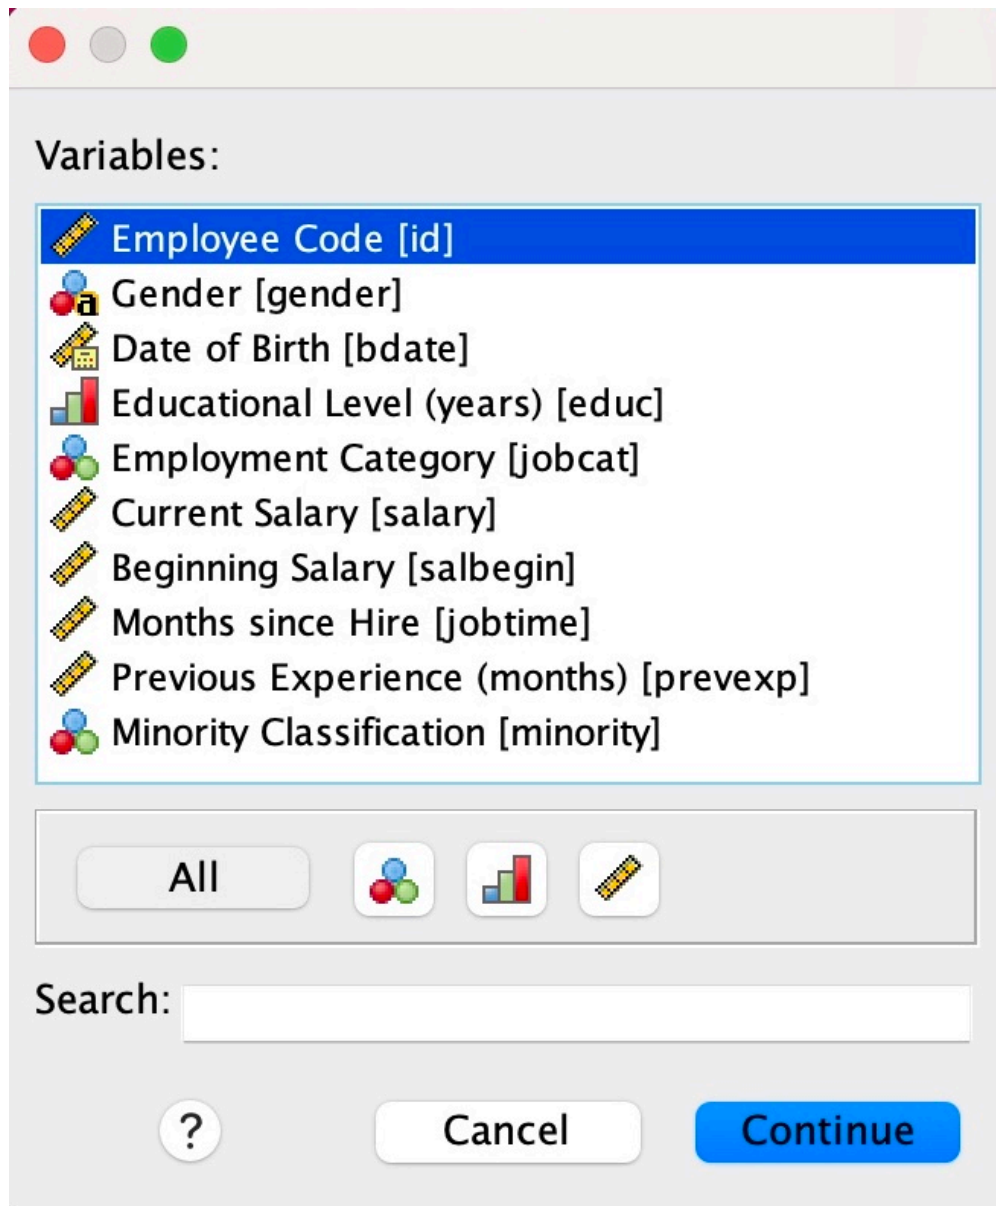 Variables:
Employee Code [id]
Gender [gender]
Date of Birth [bdate]
Educational Level (years) [educ]
Employment Category [jobcat]
Current Salary [salary]
Beginning Salary [salbegin]
Months since Hire [jobtime]
Previous Experience (months) [prevexp]
Minority Classification [minority]
All
Search:
? Cancel Continue